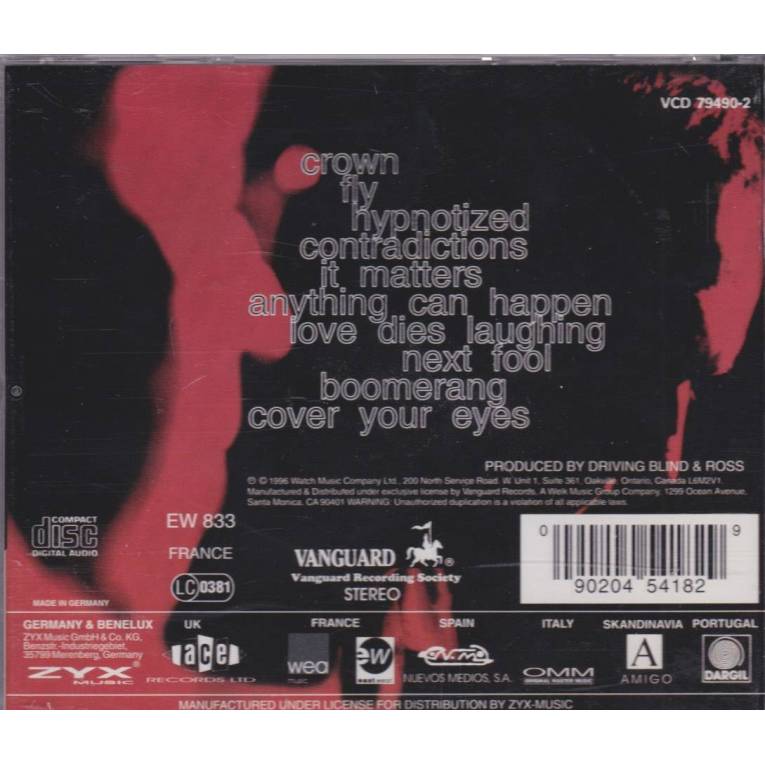 VCD 79490-2
crown
fly
hypnotized
contradictions
it matters
anything can happen
love dies laughing
next fool
boomerang
cover your eyes
PRODUCED BY DRIVING BLIND & ROSS
℗ © 1996 Watch Music Company Ltd., 200 North Service Road, W. Unit 1, Suite 361, Oakville, Ontario, Canada L6M2V1.
Manufactured & Distributed under exclusive license by Vanguard Records, A Welk Music Group Company, 1299 Ocean Avenue,
Santa Monica, CA 90401 WARNING: Unauthorized duplication is a violation of all applicable laws.
COMPACT
disc
DIGITAL AUDIO
EW 833
FRANCE
LC 0381
VANGUARD ®
Vanguard Recording Society
STEREO
0 90204 54182 9
MADE IN GERMANY
GERMANY & BENELUX
ZYX Music GmbH & Co. KG,
Benzstr.-Industriegebiet,
35799 Merenberg, Germany
ZYX
MUSIC
UK
ace
RECORDS LTD
FRANCE
wea
music
ew
east west
SPAIN
N.M.
NUEVOS MEDIOS, S.A.
ITALY
OMM
ORIGINAL MASTER MUSIC
SKANDINAVIA
A
AMIGO
PORTUGAL
DARGIL
MANUFACTURED UNDER LICENSE FOR DISTRIBUTION BY ZYX-MUSIC